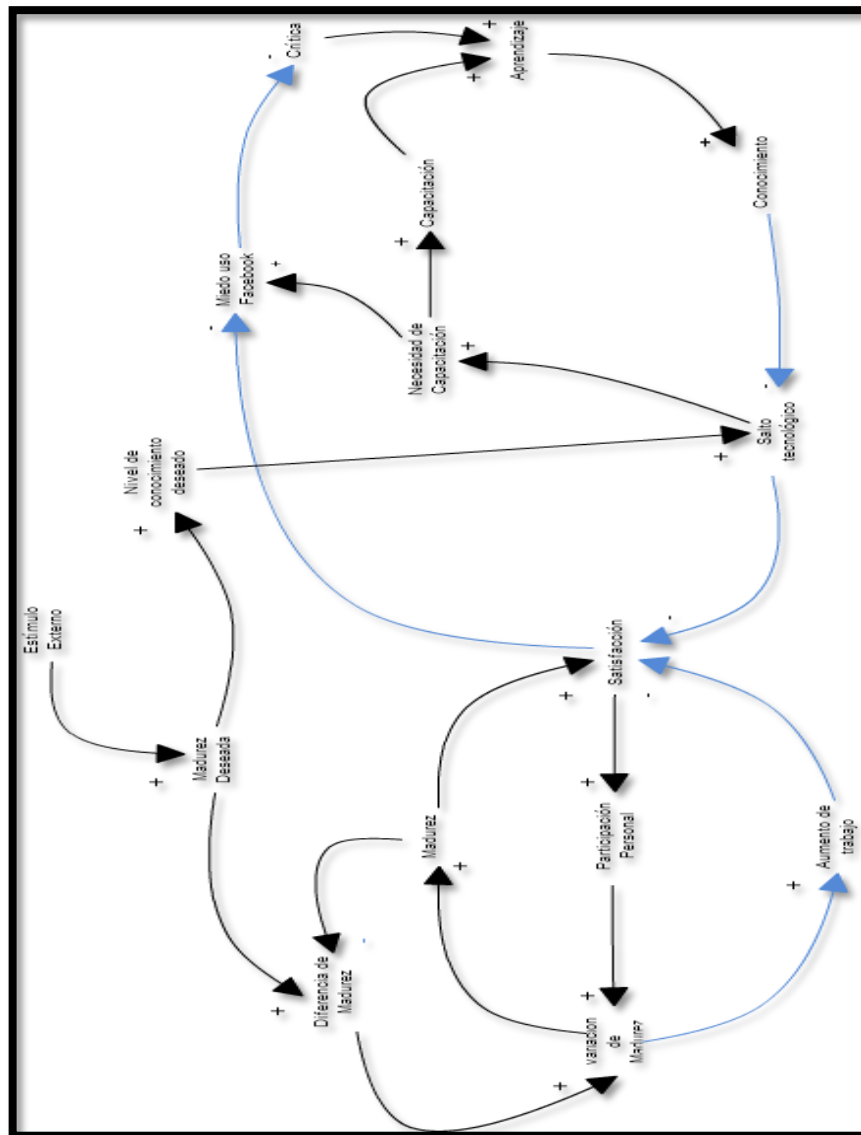 Estímulo
Externo
+
Madurez
Deseada
+
Nivel de
conocimiento
deseado
-
Miedo uso
Facebook
+
-
Crítica
+
Diferencia de
Madurez
-
Madurez
+
Necesidad de
Capacitación
+
+
Capacitación
+
+
Aprendizaje
+
variacion
de
Madurez
+
+
Participación
Personal
+
Satisfacción
-
-
+
Conocimiento
+
Salto
tecnológico
-
+
Aumento de
trabajo